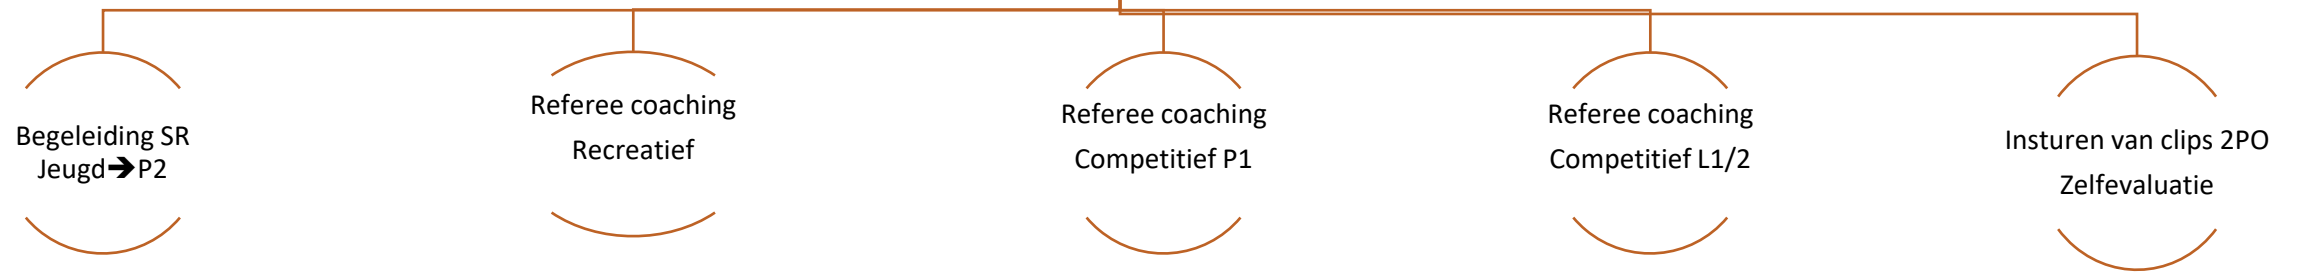 Begeleiding SR
Jeugd➔P2
Referee coaching
Recreatief
Referee coaching
Competitief P1
Referee coaching
Competitief L1/2
Insturen van clips 2PO
Zelfevaluatie